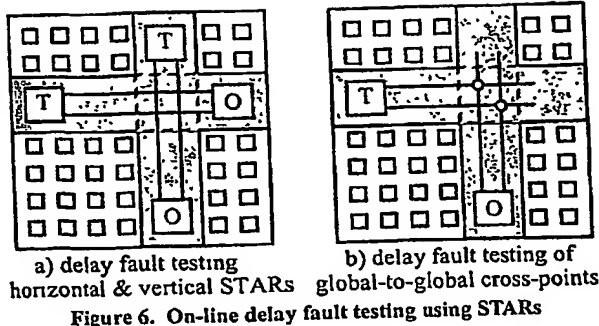 T
T
O
O
T
O
a) delay fault testing
horizontal & vertical STARs
b) delay fault testing of
global-to-global cross-points
Figure 6. On-line delay fault testing using STARs